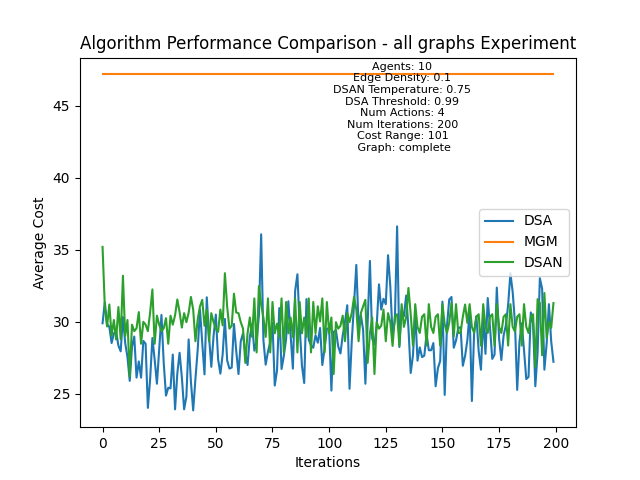 Algorithm Performance Comparison - all graphs Experiment
Agents: 10
Edge Density: 0.1
DSAN Temperature: 0.75
DSA Threshold: 0.99
Num Actions: 4
Num Iterations: 200
Cost Range: 101
Graph: complete
45
40
35
30
25
Average Cost
DSA
MGM
DSAN
0 25 50 75 100 125 150 175 200
Iterations